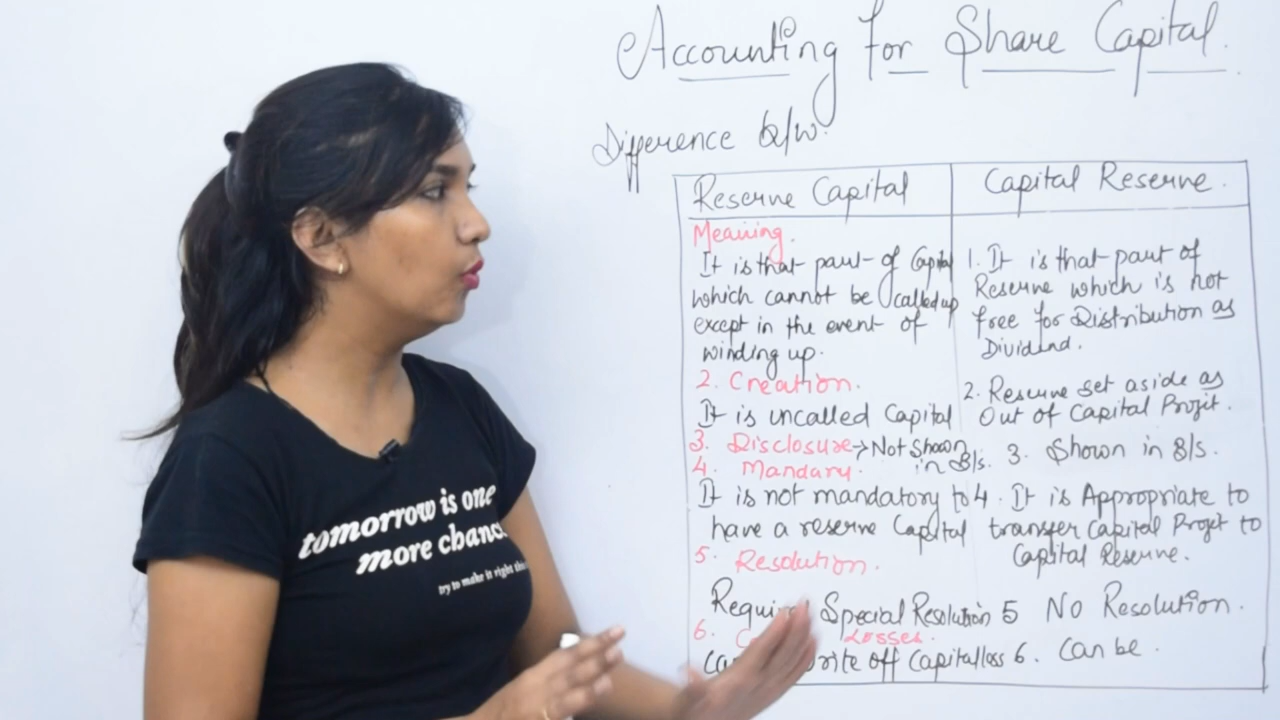 Accounting for Share Capital.
Difference b/w.
Reserve Capital
Capital Reserve.
Meaning.
It is that part of Capital
which cannot be called up
except in the event of
winding up.
1. It is that part of
Reserve which is not
free for Distribution as
Dividend.
2. Creation.
It is uncalled Capital
2. Reserve set aside as
Out of Capital Profit.
3. Disclosure → Not Shown
in B/s.
3. Shown in B/s.
4. Mandary.
It is not mandatory to
have a reserve Capital
4. It is Appropriate to
transfer Capital Profit to
Capital Reserve.
5. Resolution.
Special Resolution
5 No Resolution.
6. Losses.
write off Capital loss
6. Can be.
tomorrow is one
more chance
try to make it right